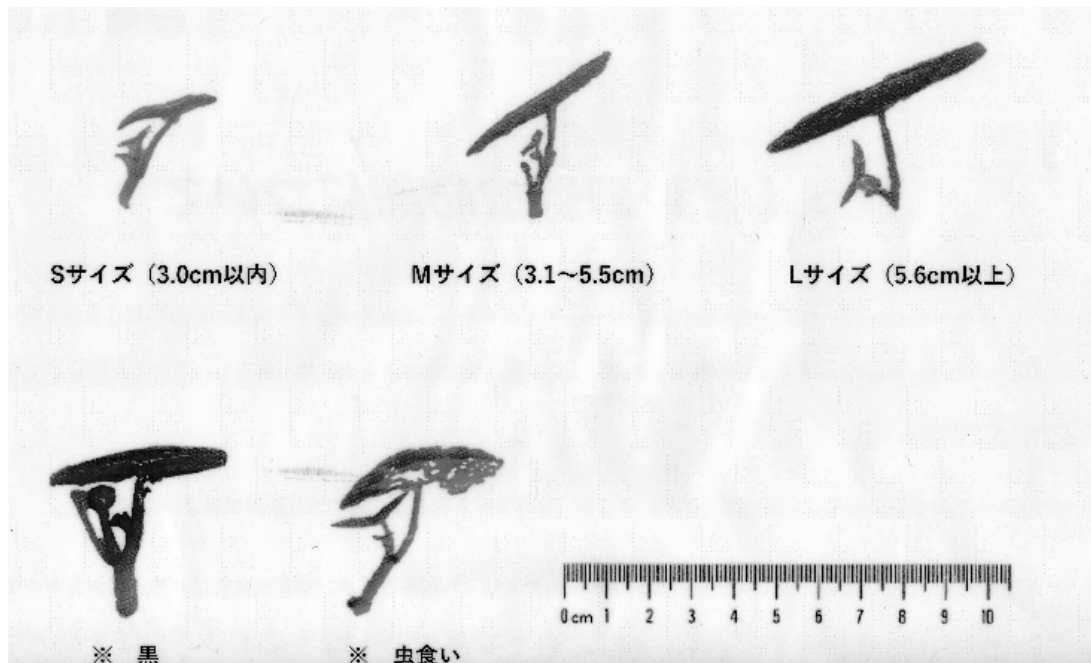 Sサイズ（3.0cm以内）
Mサイズ（3.1～5.5cm）
Lサイズ（5.6cm以上）
0cm 1 2 3 4 5 6 7 8 9 10
※ 黒
※ 虫食い